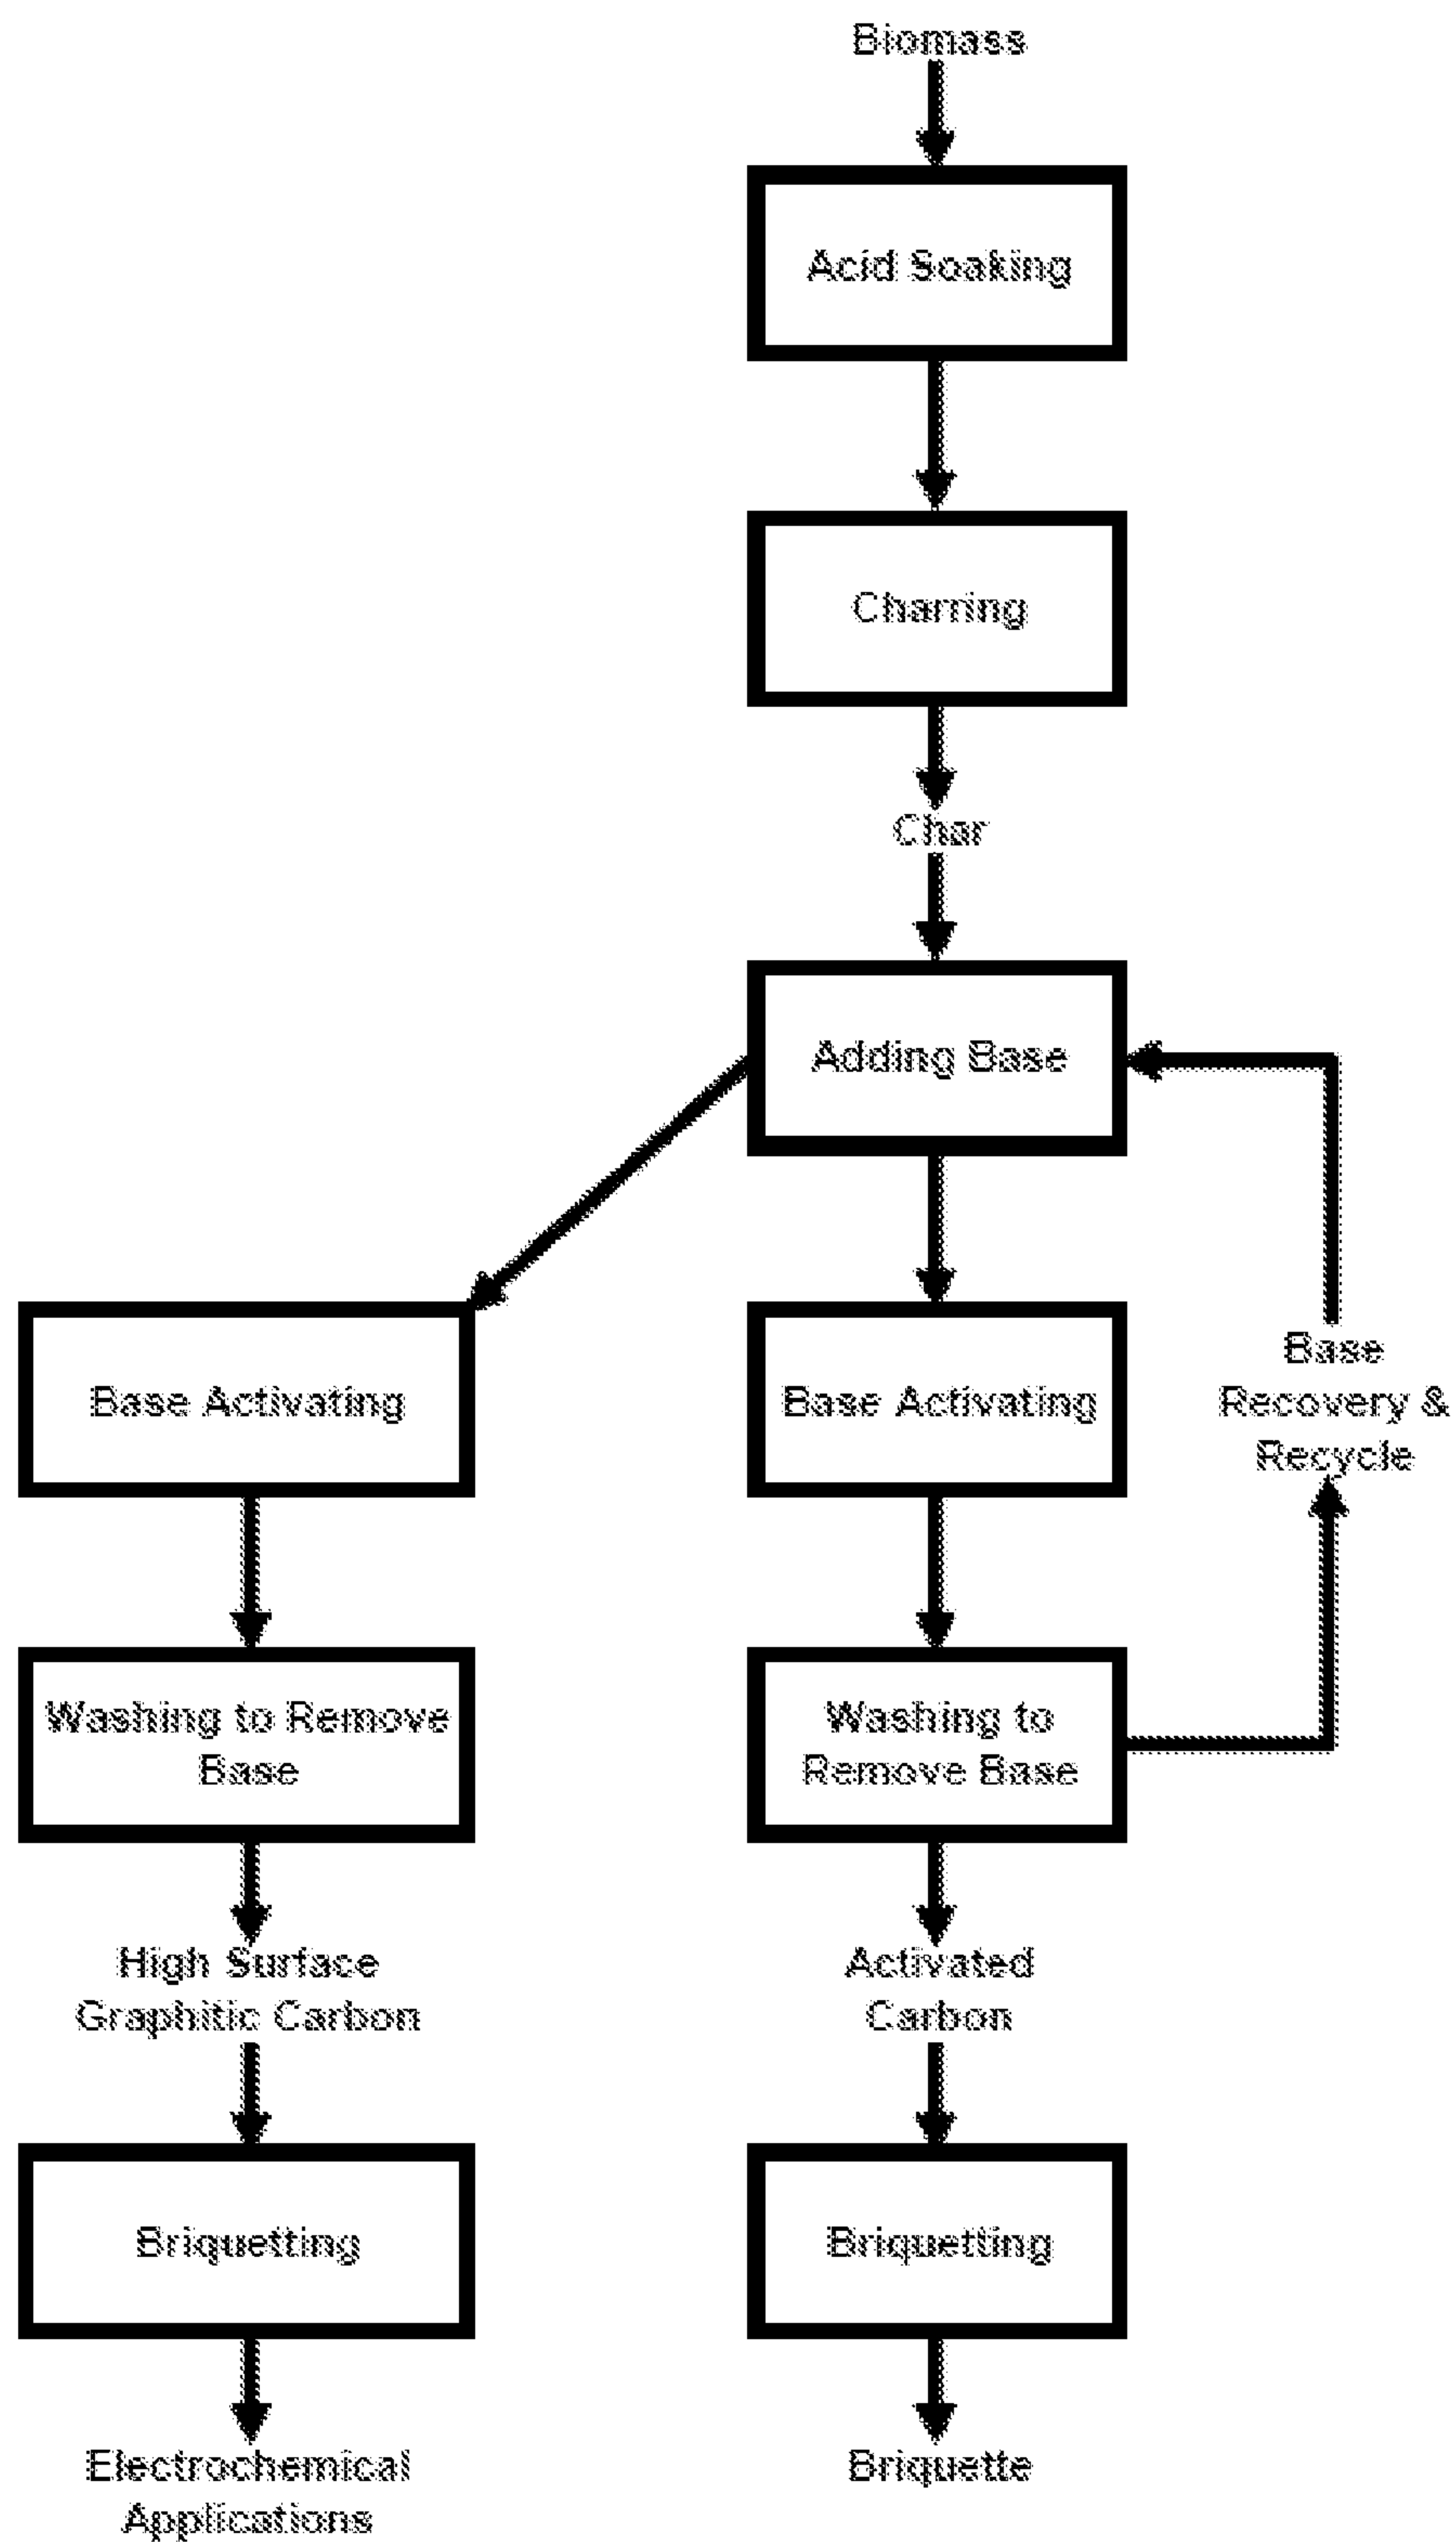 Biomass
Acid Soaking
Charring
Char
Adding Base
Base Activating
Base Activating
Base
Recovery &
Recycle
Washing to Remove
Base
Washing to
Remove Base
High Surface
Graphitic Carbon
Activated
Carbon
Briquetting
Briquetting
Electrochemical
Applications
Briquette